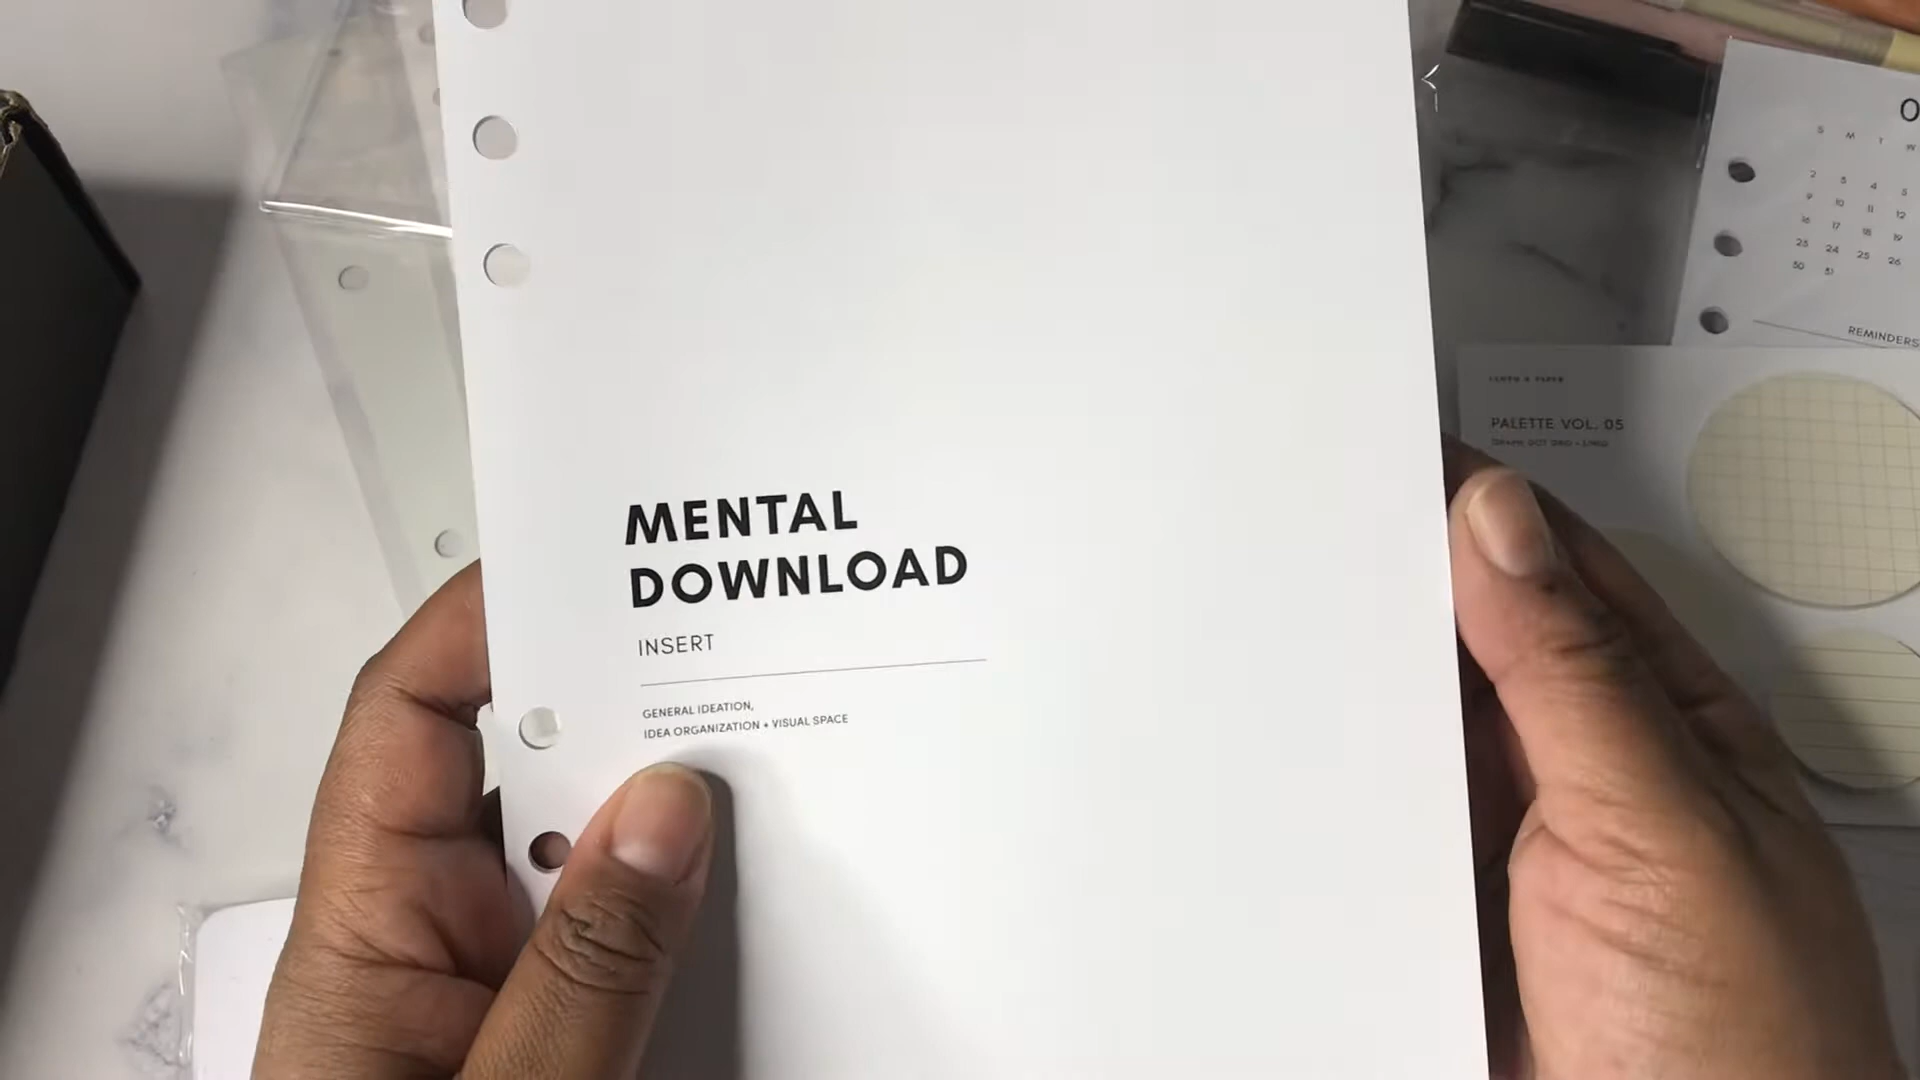 MENTAL
DOWNLOAD
INSERT
GENERAL IDEATION,
IDEA ORGANIZATION + VISUAL SPACE
O
S M T W
2 3 4 5
9 10 11 12
16 17 18 19
23 24 25 26
30 31
REMINDERS
PALETTE VOL. 05